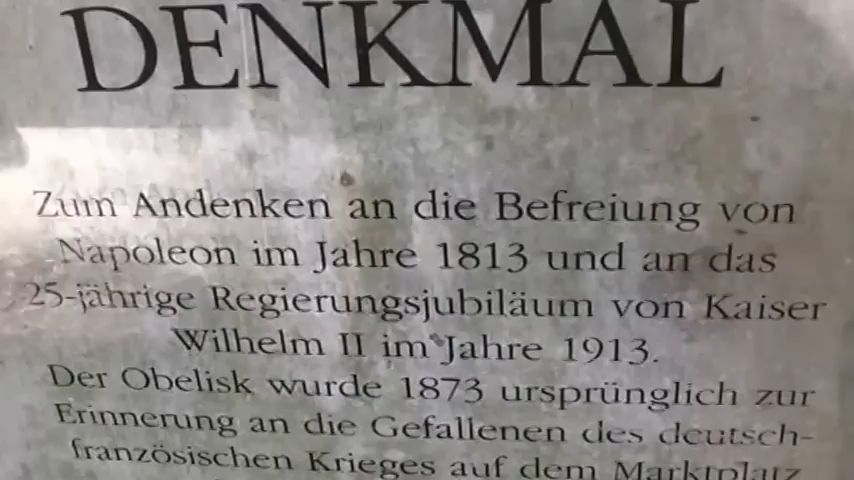 DENKMAL
Zum Andenken an die Befreiung von
Napoleon im Jahre 1813 und an das
25-jährige Regierungsjubiläum von Kaiser
Wilhelm II im Jahre 1913.
Der Obelisk wurde 1873 ursprünglich zur
Erinnerung an die Gefallenen des deutsch-
französischen Krieges auf dem Marktplatz